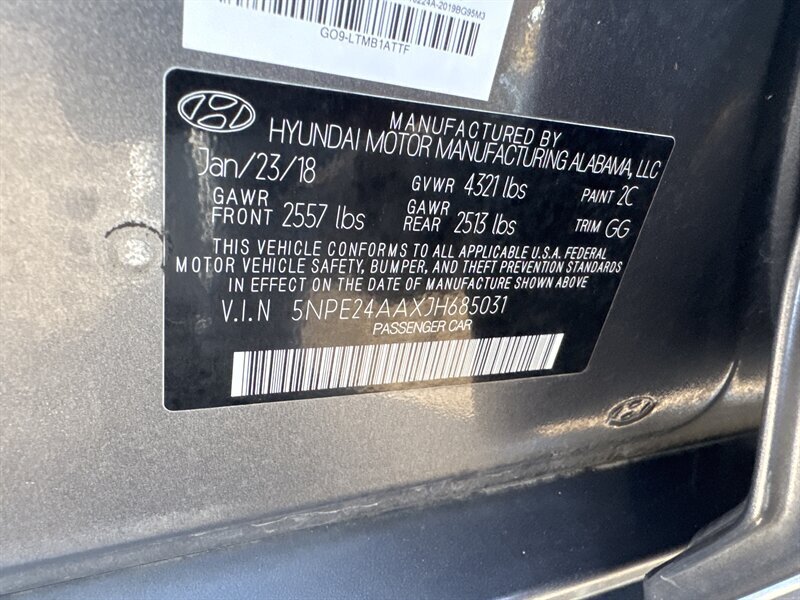 GO9-LTMB1ATTF
MANUFACTURED BY
HYUNDAI MOTOR MANUFACTURING ALABAMA, LLC
Jan/23/18 GVWR 4321 lbs PAINT 2C
GAWR FRONT 2557 lbs GAWR REAR 2513 lbs TRIM GG
THIS VEHICLE CONFORMS TO ALL APPLICABLE U.S.A. FEDERAL
MOTOR VEHICLE SAFETY, BUMPER, AND THEFT PREVENTION STANDARDS
IN EFFECT ON THE DATE OF MANUFACTURE SHOWN ABOVE
V.I.N 5NPE24AAXJH685031
PASSENGER CAR